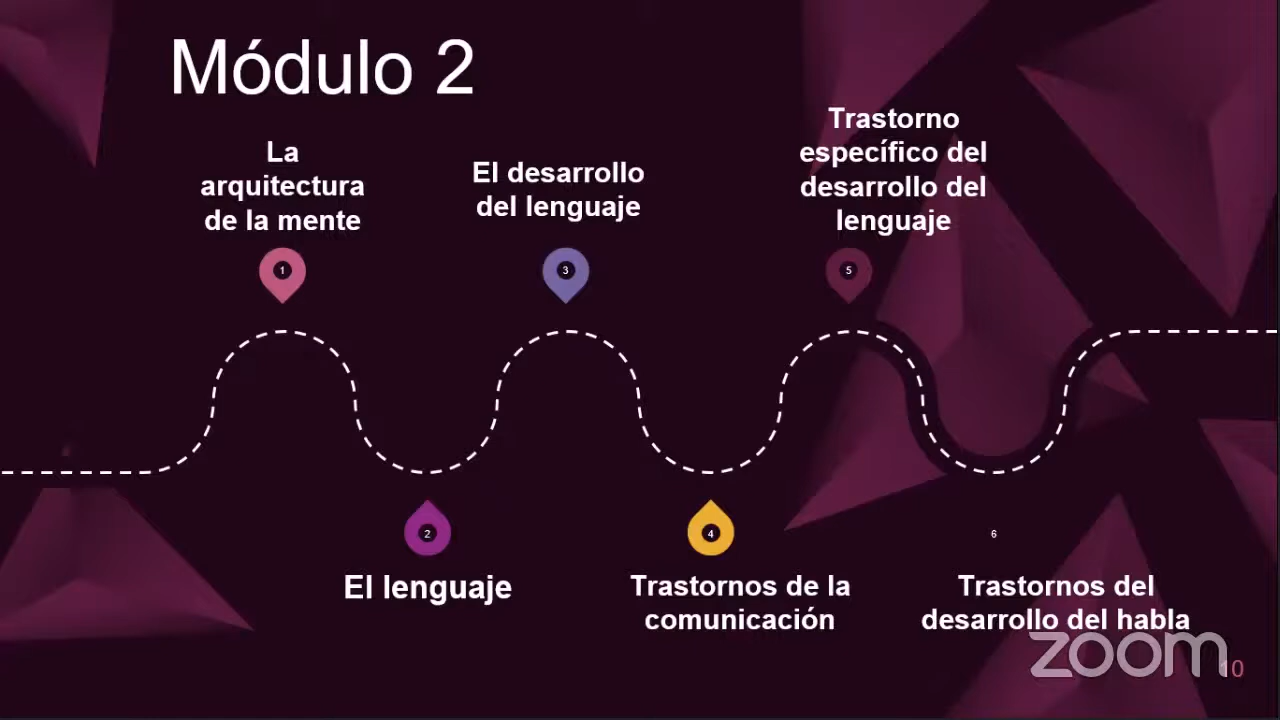 Módulo 2
La
arquitectura
de la mente
1
2
El lenguaje
El desarrollo
del lenguaje
3
4
Trastornos de la
comunicación
Trastorno
específico del
desarrollo del
lenguaje
5
6
Trastornos del
desarrollo del habla
zoom
10